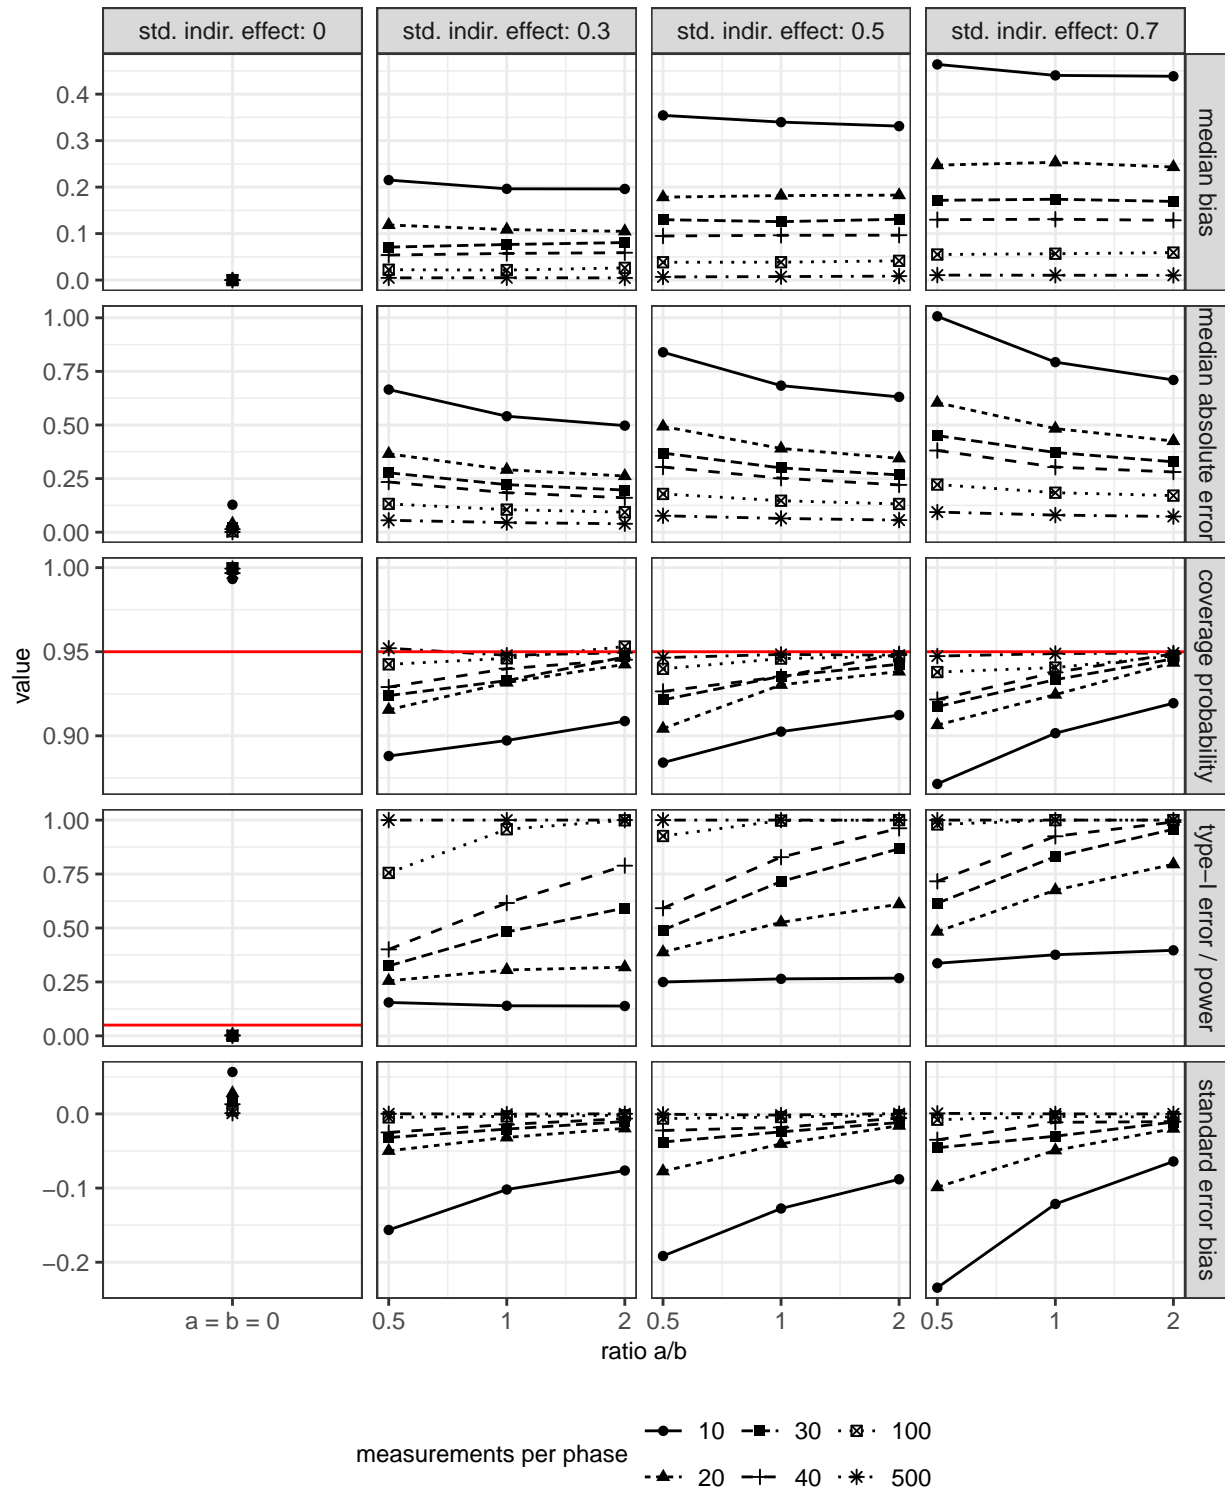 std. indir. effect: 0 std. indir. effect: 0.3 std. indir. effect: 0.5 std. indir. effect: 0.7
0.4
0.3
0.2
0.1
0.0
median bias
1.00
0.75
0.50
0.25
0.00
median absolute error
1.00
0.95
0.90
coverage probability
value
1.00
0.75
0.50
0.25
0.00
type−I error / power
0.0
−0.1
−0.2
standard error bias
a = b = 0 0.5 1 2 0.5 1 2 0.5 1 2
ratio a/b
measurements per phase
10 30 100
20 40 500